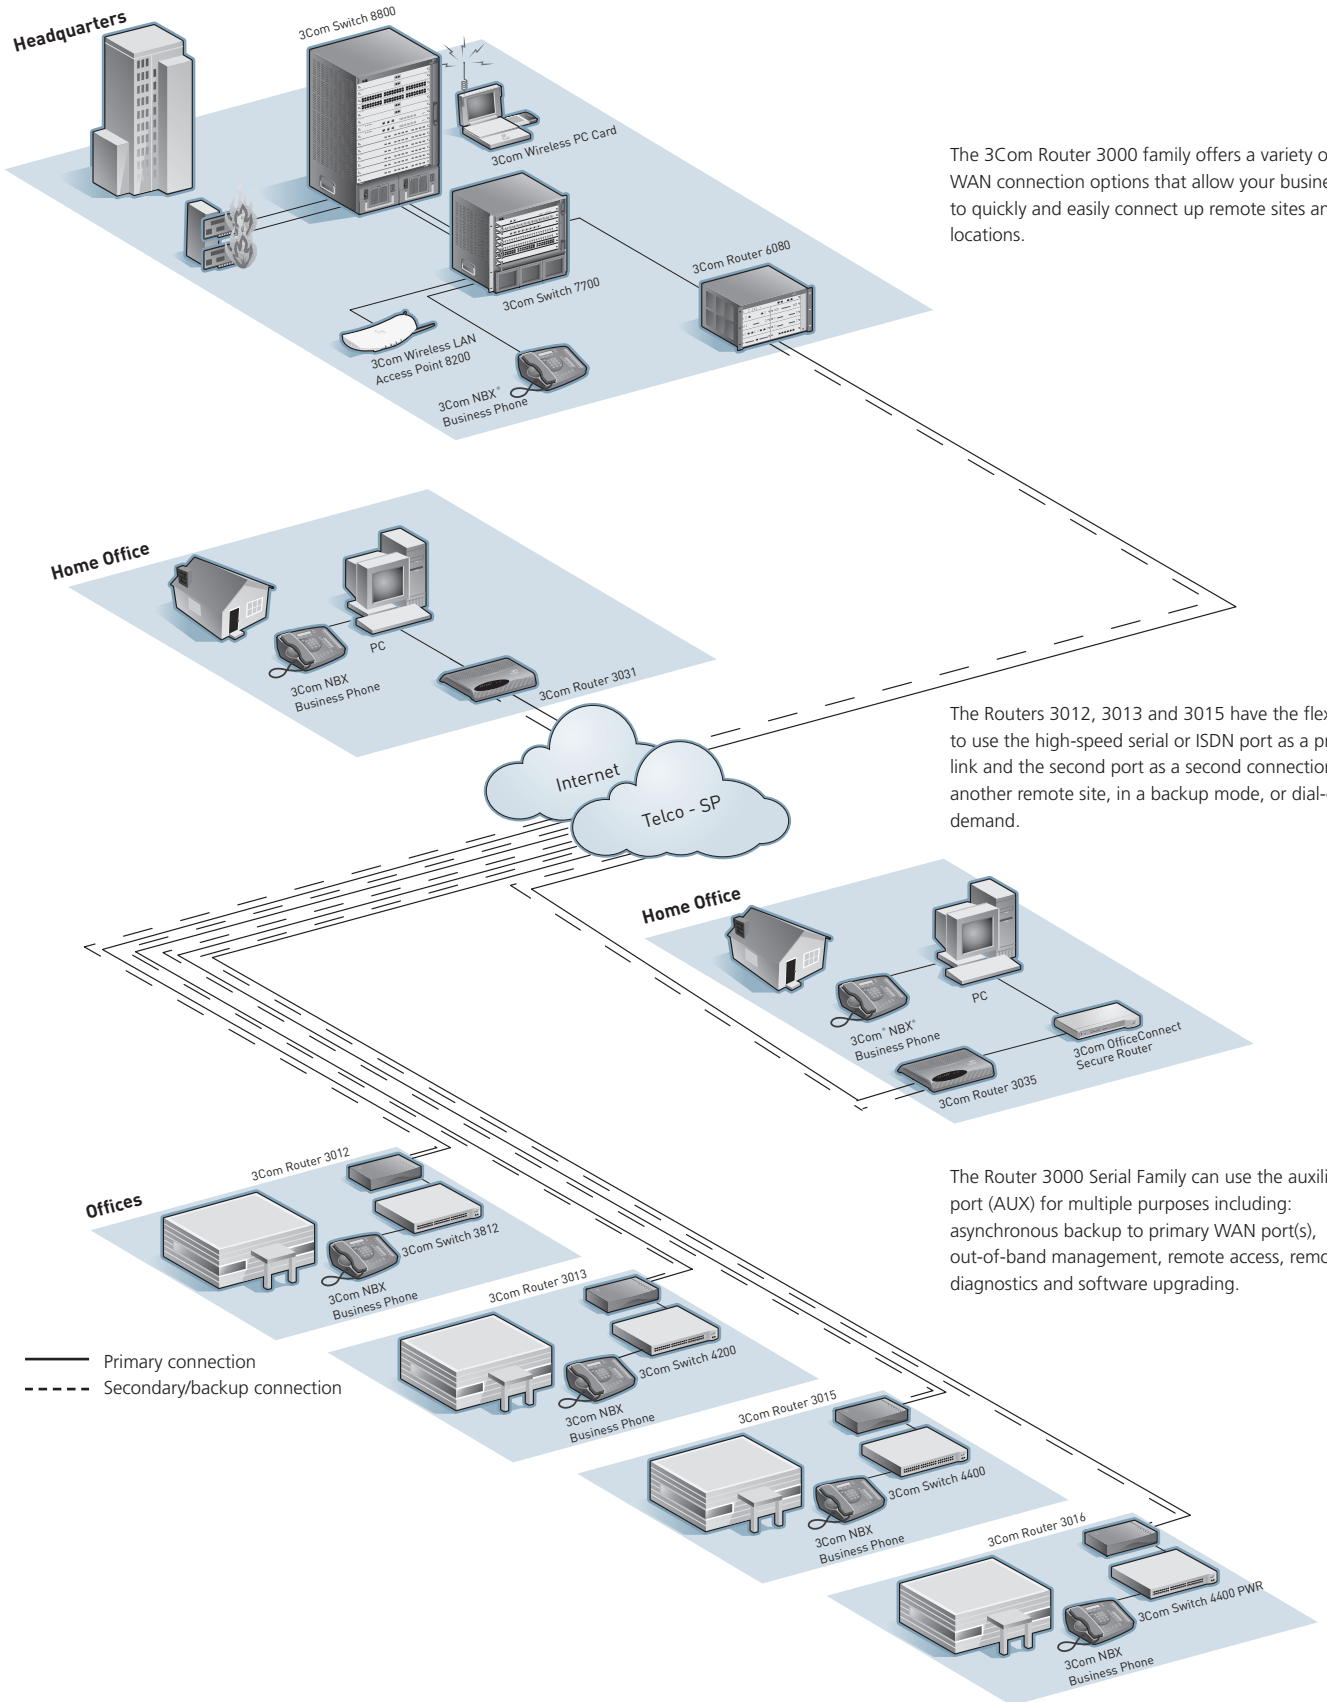 Headquarters
3Com Switch 8800
3Com Wireless PC Card
3Com Switch 7700
3Com Router 6080
3Com Wireless LAN
Access Point 8200
3Com NBX®
Business Phone
The 3Com Router 3000 family offers a variety o
WAN connection options that allow your busine
to quickly and easily connect up remote sites an
locations.
Home Office
PC
3Com NBX
Business Phone
3Com Router 3031
Internet
Telco - SP
The Routers 3012, 3013 and 3015 have the flex
to use the high-speed serial or ISDN port as a pr
link and the second port as a second connection
another remote site, in a backup mode, or dial-
demand.
Home Office
PC
3Com® NBX®
Business Phone
3Com OfficeConnect
Secure Router
3Com Router 3035
The Router 3000 Serial Family can use the auxili
port (AUX) for multiple purposes including:
asynchronous backup to primary WAN port(s),
out-of-band management, remote access, remo
diagnostics and software upgrading.
Offices
3Com Router 3012
3Com Switch 3812
3Com NBX
Business Phone
3Com Router 3013
3Com Switch 4200
3Com NBX
Business Phone
Primary connection
Secondary/backup connection
3Com Router 3015
3Com Switch 4400
3Com NBX
Business Phone
3Com Router 3016
3Com Switch 4400 PWR
3Com NBX
Business Phone